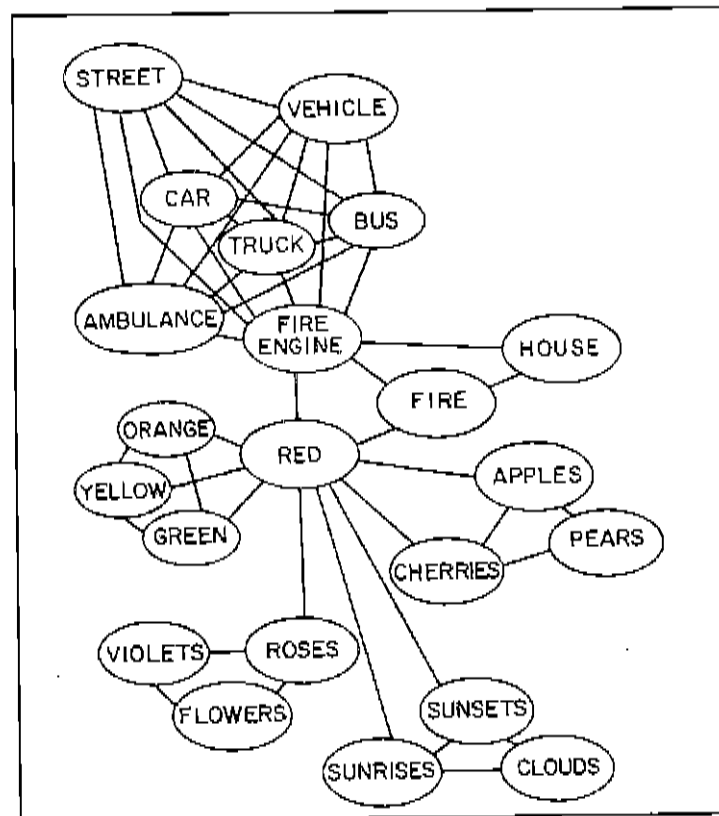 STREET
VEHICLE
CAR
BUS
TRUCK
AMBULANCE
FIRE
ENGINE
HOUSE
FIRE
ORANGE
RED
APPLES
YELLOW
GREEN
PEARS
CHERRIES
VIOLETS
ROSES
FLOWERS
SUNSETS
SUNRISES
CLOUDS